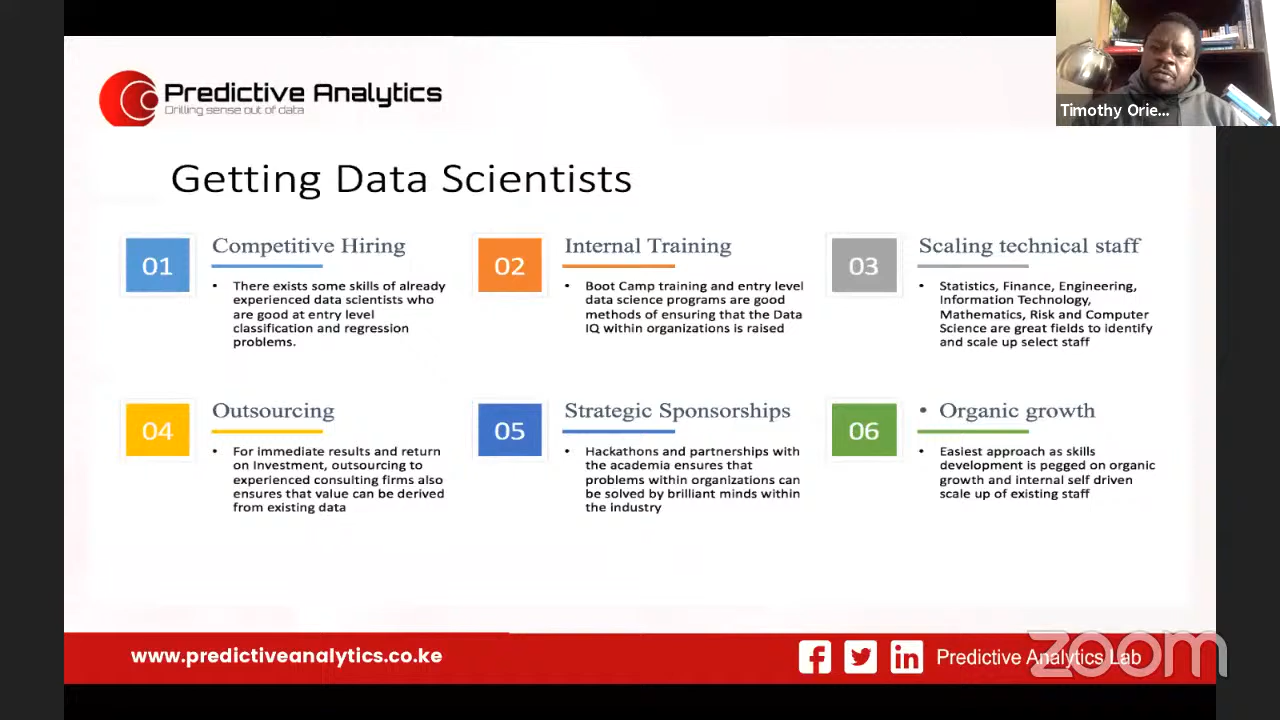 Predictive Analytics
Drilling sense out of data
Timothy Orie...
Getting Data Scientists
01
Competitive Hiring
• There exists some skills of already
experienced data scientists who
are good at entry level
classification and regression
problems.
02
Internal Training
• Boot Camp training and entry level
data science programs are good
methods of ensuring that the Data
IQ within organizations is raised
03
Scaling technical staff
• Statistics, Finance, Engineering,
Information Technology,
Mathematics, Risk and Computer
Science are great fields to identify
and scale up select staff
04
Outsourcing
• For immediate results and return
on Investment, outsourcing to
experienced consulting firms also
ensures that value can be derived
from existing data
05
Strategic Sponsorships
• Hackathons and partnerships with
the academia ensures that
problems within organizations can
be solved by brilliant minds within
the industry
06
• Organic growth
• Easiest approach as skills
development is pegged on organic
growth and internal self driven
scale up of existing staff
www.predictiveanalytics.co.ke
Predictive Analytics Lab
zoom